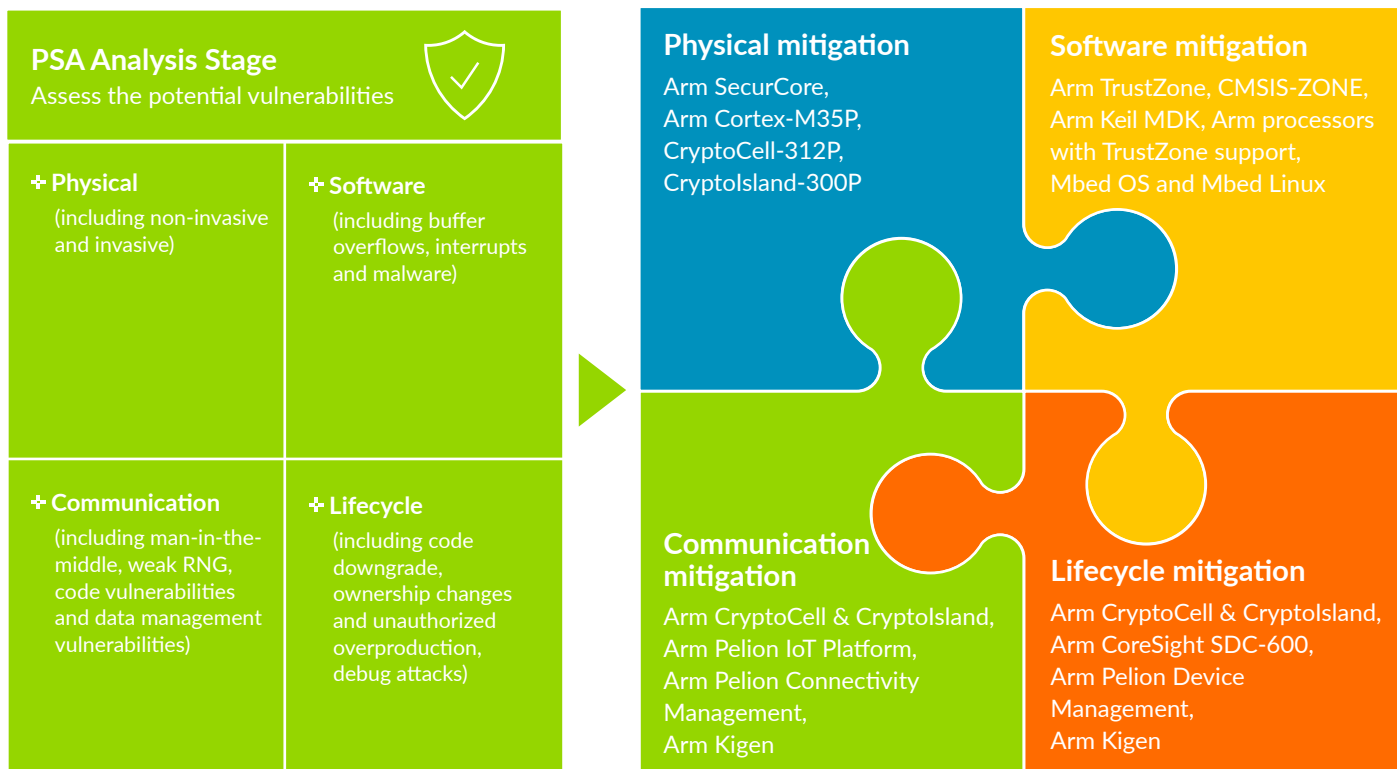 PSA Analysis Stage
Assess the potential vulnerabilities
Physical
(including non-invasive
and invasive)
Software
(including buffer
overflows, interrupts
and malware)
Communication
(including man-in-the-
middle, weak RNG,
code vulnerabilities
and data management
vulnerabilities)
Lifecycle
(including code
downgrade,
ownership changes
and unauthorized
overproduction,
debug attacks)
Physical mitigation
Arm SecurCore,
Arm Cortex-M35P,
CryptoCell-312P,
CryptoIsland-300P
Software mitigation
Arm TrustZone, CMSIS-ZONE,
Arm Keil MDK, Arm processors
with TrustZone support,
Mbed OS and Mbed Linux
Communication
mitigation
Arm CryptoCell & CryptoIsland,
Arm Pelion IoT Platform,
Arm Pelion Connectivity
Management,
Arm Kigen
Lifecycle mitigation
Arm CryptoCell & CryptoIsland,
Arm CoreSight SDC-600,
Arm Pelion Device
Management,
Arm Kigen